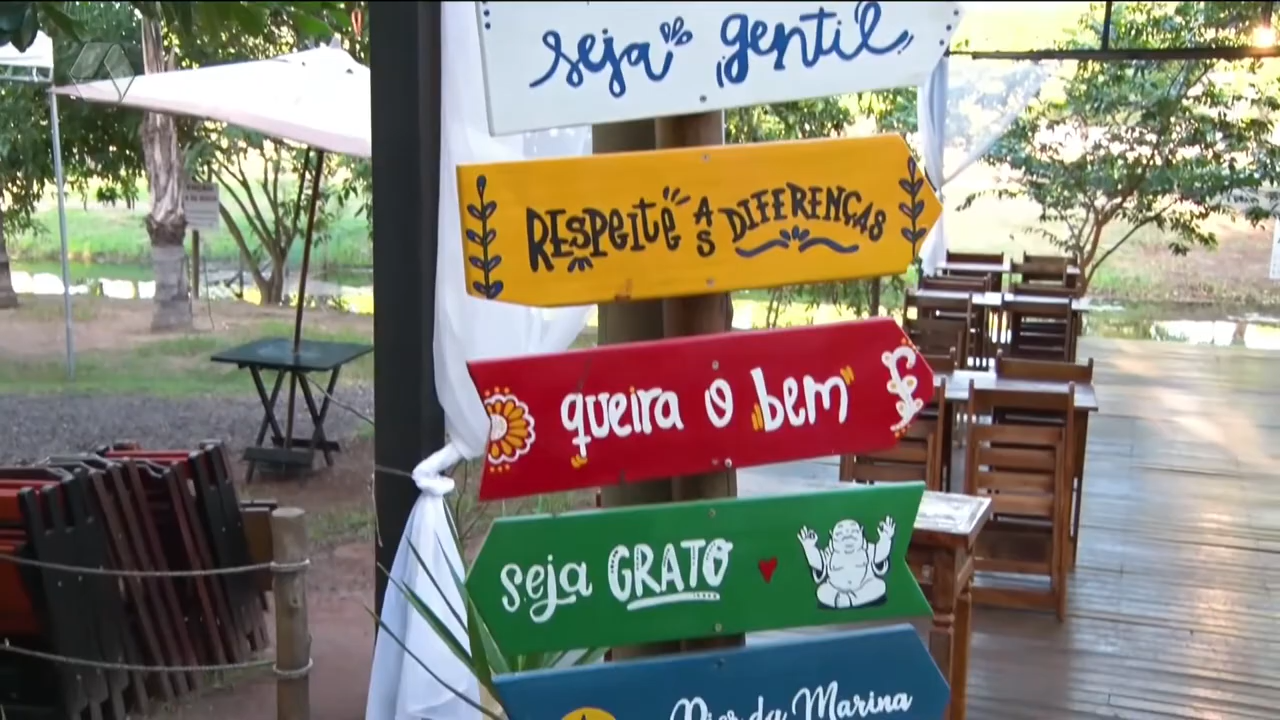 seja gentil
RESPEITE AS DIFERENÇAS
queira o bem
seja GRATO
Pier da Marina